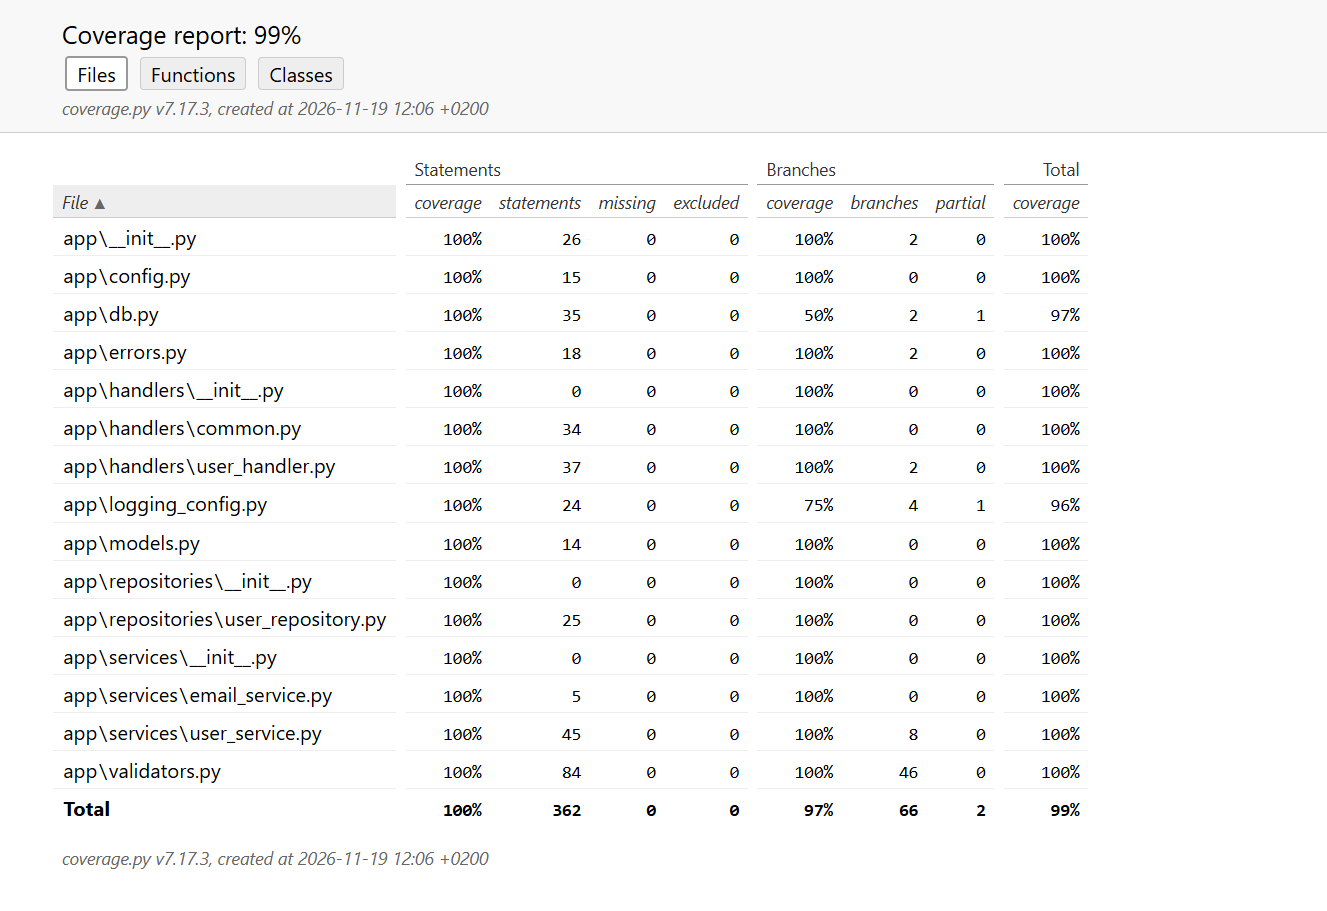 Coverage report: 99%
Files Functions Classes
coverage.py v7.17.3, created at 2026-11-19 12:06 +0200
Statements Branches Total
File ▲ coverage statements missing excluded coverage branches partial coverage
app\__init__.py 100% 26 0 0 100% 2 0 100%
app\config.py 100% 15 0 0 100% 0 0 100%
app\db.py 100% 35 0 0 50% 2 1 97%
app\errors.py 100% 18 0 0 100% 2 0 100%
app\handlers\__init__.py 100% 0 0 0 100% 0 0 100%
app\handlers\common.py 100% 34 0 0 100% 0 0 100%
app\handlers\user_handler.py 100% 37 0 0 100% 2 0 100%
app\logging_config.py 100% 24 0 0 75% 4 1 96%
app\models.py 100% 14 0 0 100% 0 0 100%
app\repositories\__init__.py 100% 0 0 0 100% 0 0 100%
app\repositories\user_repository.py 100% 25 0 0 100% 0 0 100%
app\services\__init__.py 100% 0 0 0 100% 0 0 100%
app\services\email_service.py 100% 5 0 0 100% 0 0 100%
app\services\user_service.py 100% 45 0 0 100% 8 0 100%
app\validators.py 100% 84 0 0 100% 46 0 100%
Total 100% 362 0 0 97% 66 2 99%
coverage.py v7.17.3, created at 2026-11-19 12:06 +0200